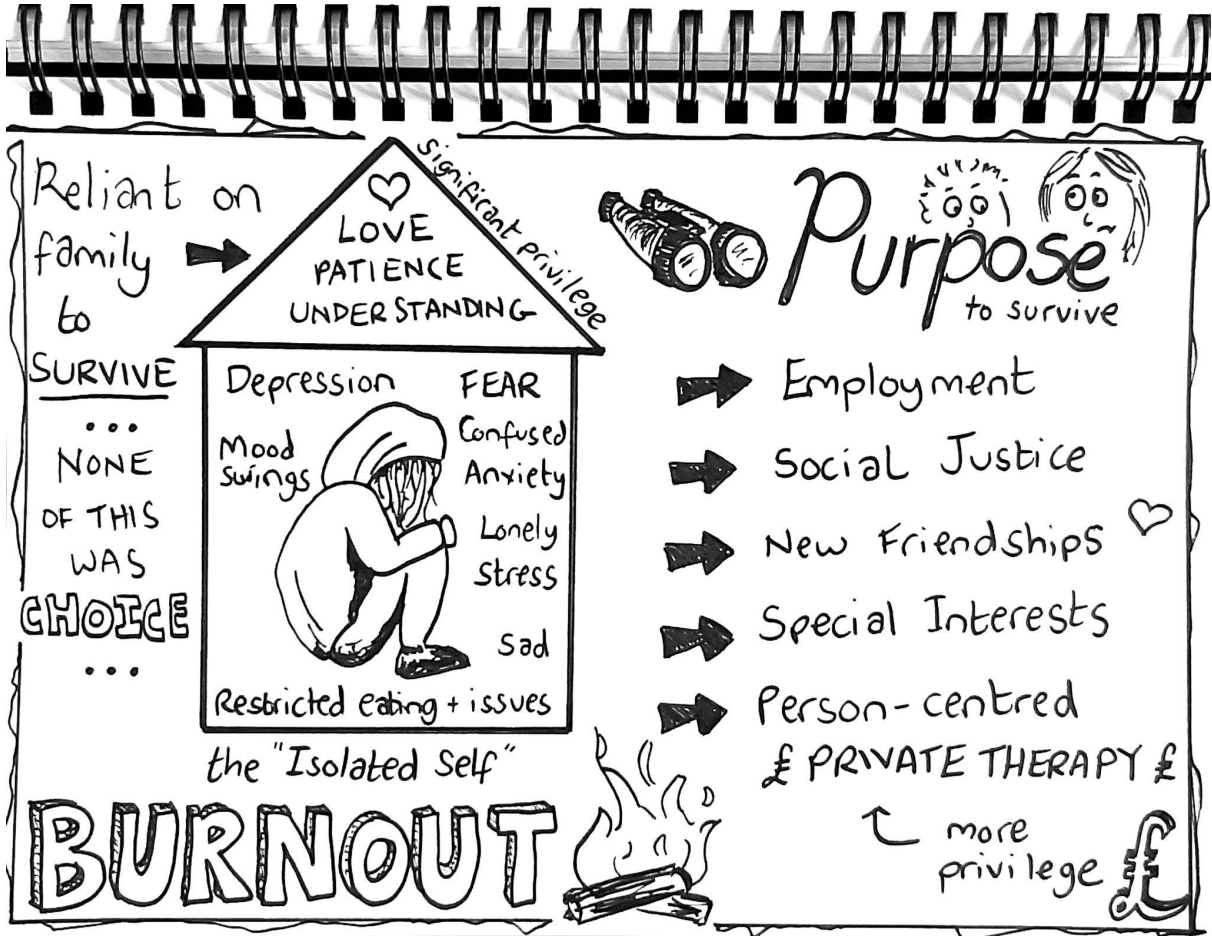 Reliant on
family
to
SURVIVE
...
NONE
OF THIS
WAS
CHOICE
...
significant privilege
LOVE
PATIENCE
UNDERSTANDING
Depression
FEAR
Mood
swings
Confused
Anxiety
Lonely
Stress
Sad
Restricted eating + issues
the "Isolated Self"
BURNOUT
Purpose
to survive
Employment
Social Justice
New Friendships
Special Interests
Person-centred
£ PRIVATE THERAPY £
more
privilege
£